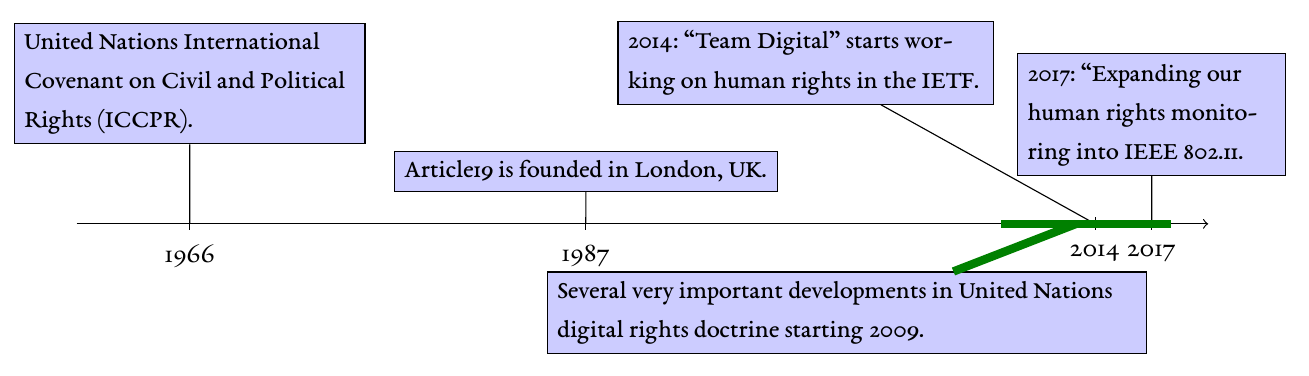 United Nations International
Covenant on Civil and Political
Rights (ICCPR).
Article19 is founded in London, UK.
2014: “Team Digital” starts wor-
king on human rights in the IETF.
2017: “Expanding our
human rights monito-
ring into IEEE 802.11.
1966
1987
2014 2017
Several very important developments in United Nations
digital rights doctrine starting 2009.